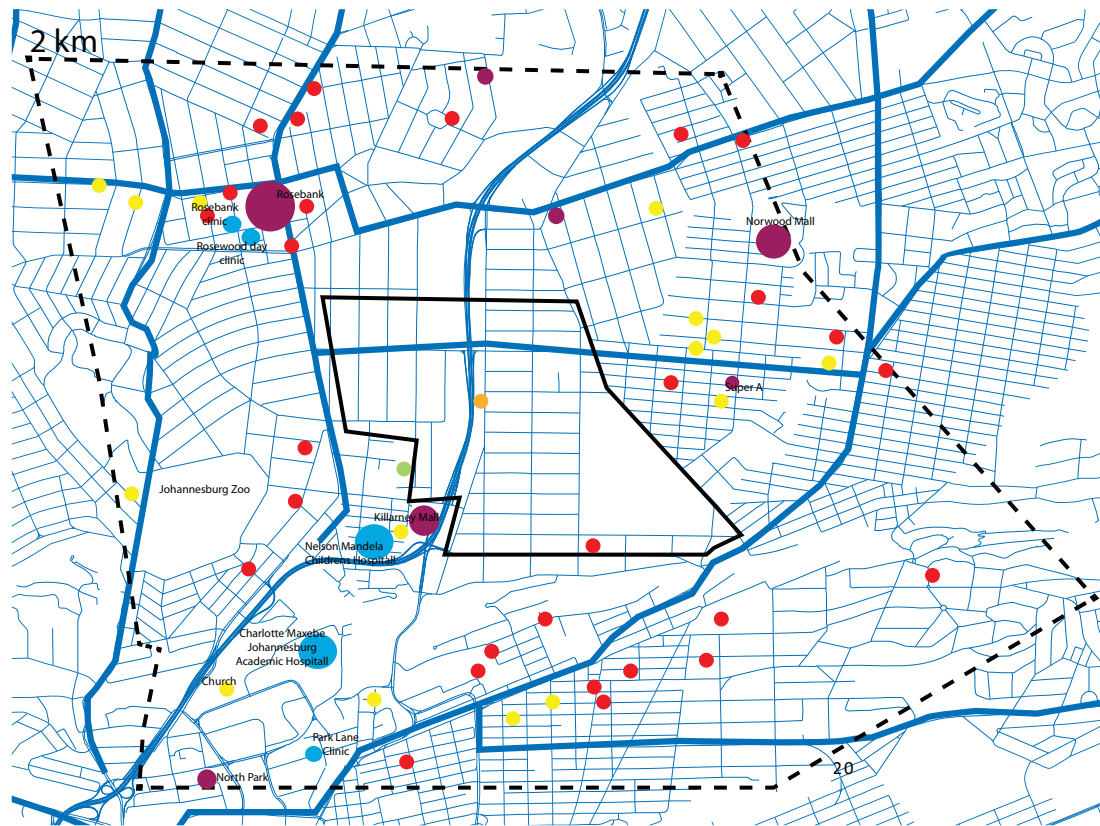 2 km
Rosebank
Rosebank
clinic
Norwood Mall
Rosewood day
clinic
Super A
Johannesburg Zoo
Killarney Mall
Nelson Mandela
Childrens Hospitall
Charlotte Maxebe
Johannesburg
Academic Hospitall
Church
Park Lane
Clinic
20
North Park